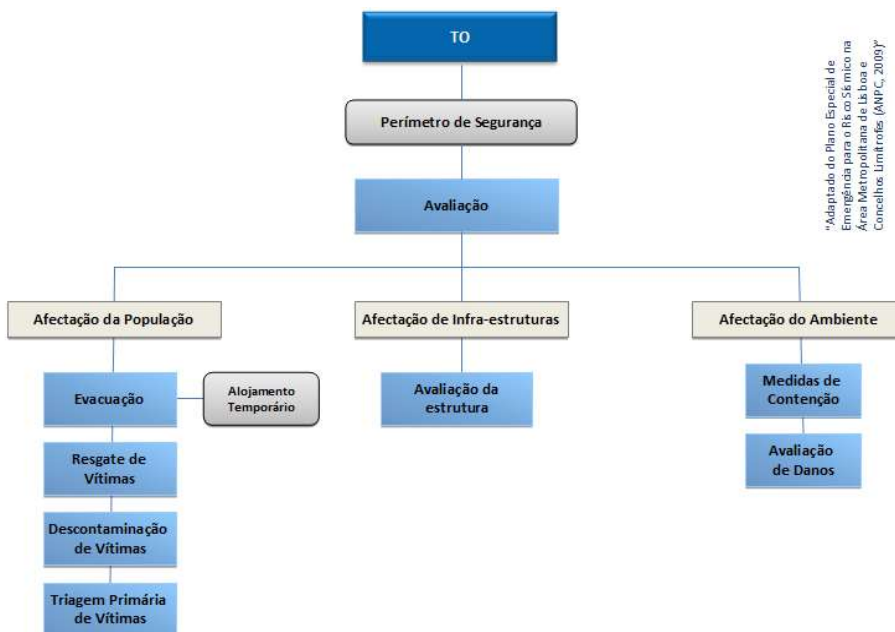 TO
"Adaptado do Plano Especial de
Emergência para o Risco Sísmico na
Área Metropolitana de Lisboa e
Concelhos Limítrofes (ANPC, 2009)"
Perímetro de Segurança
Avaliação
Afectação da População
Afectação de Infra-estruturas
Afectação do Ambiente
Evacuação
Alojamento
Temporário
Avaliação da
estrutura
Medidas de
Contenção
Resgate de
Vítimas
Avaliação
de Danos
Descontaminação
de Vítimas
Triagem Primária
de Vítimas